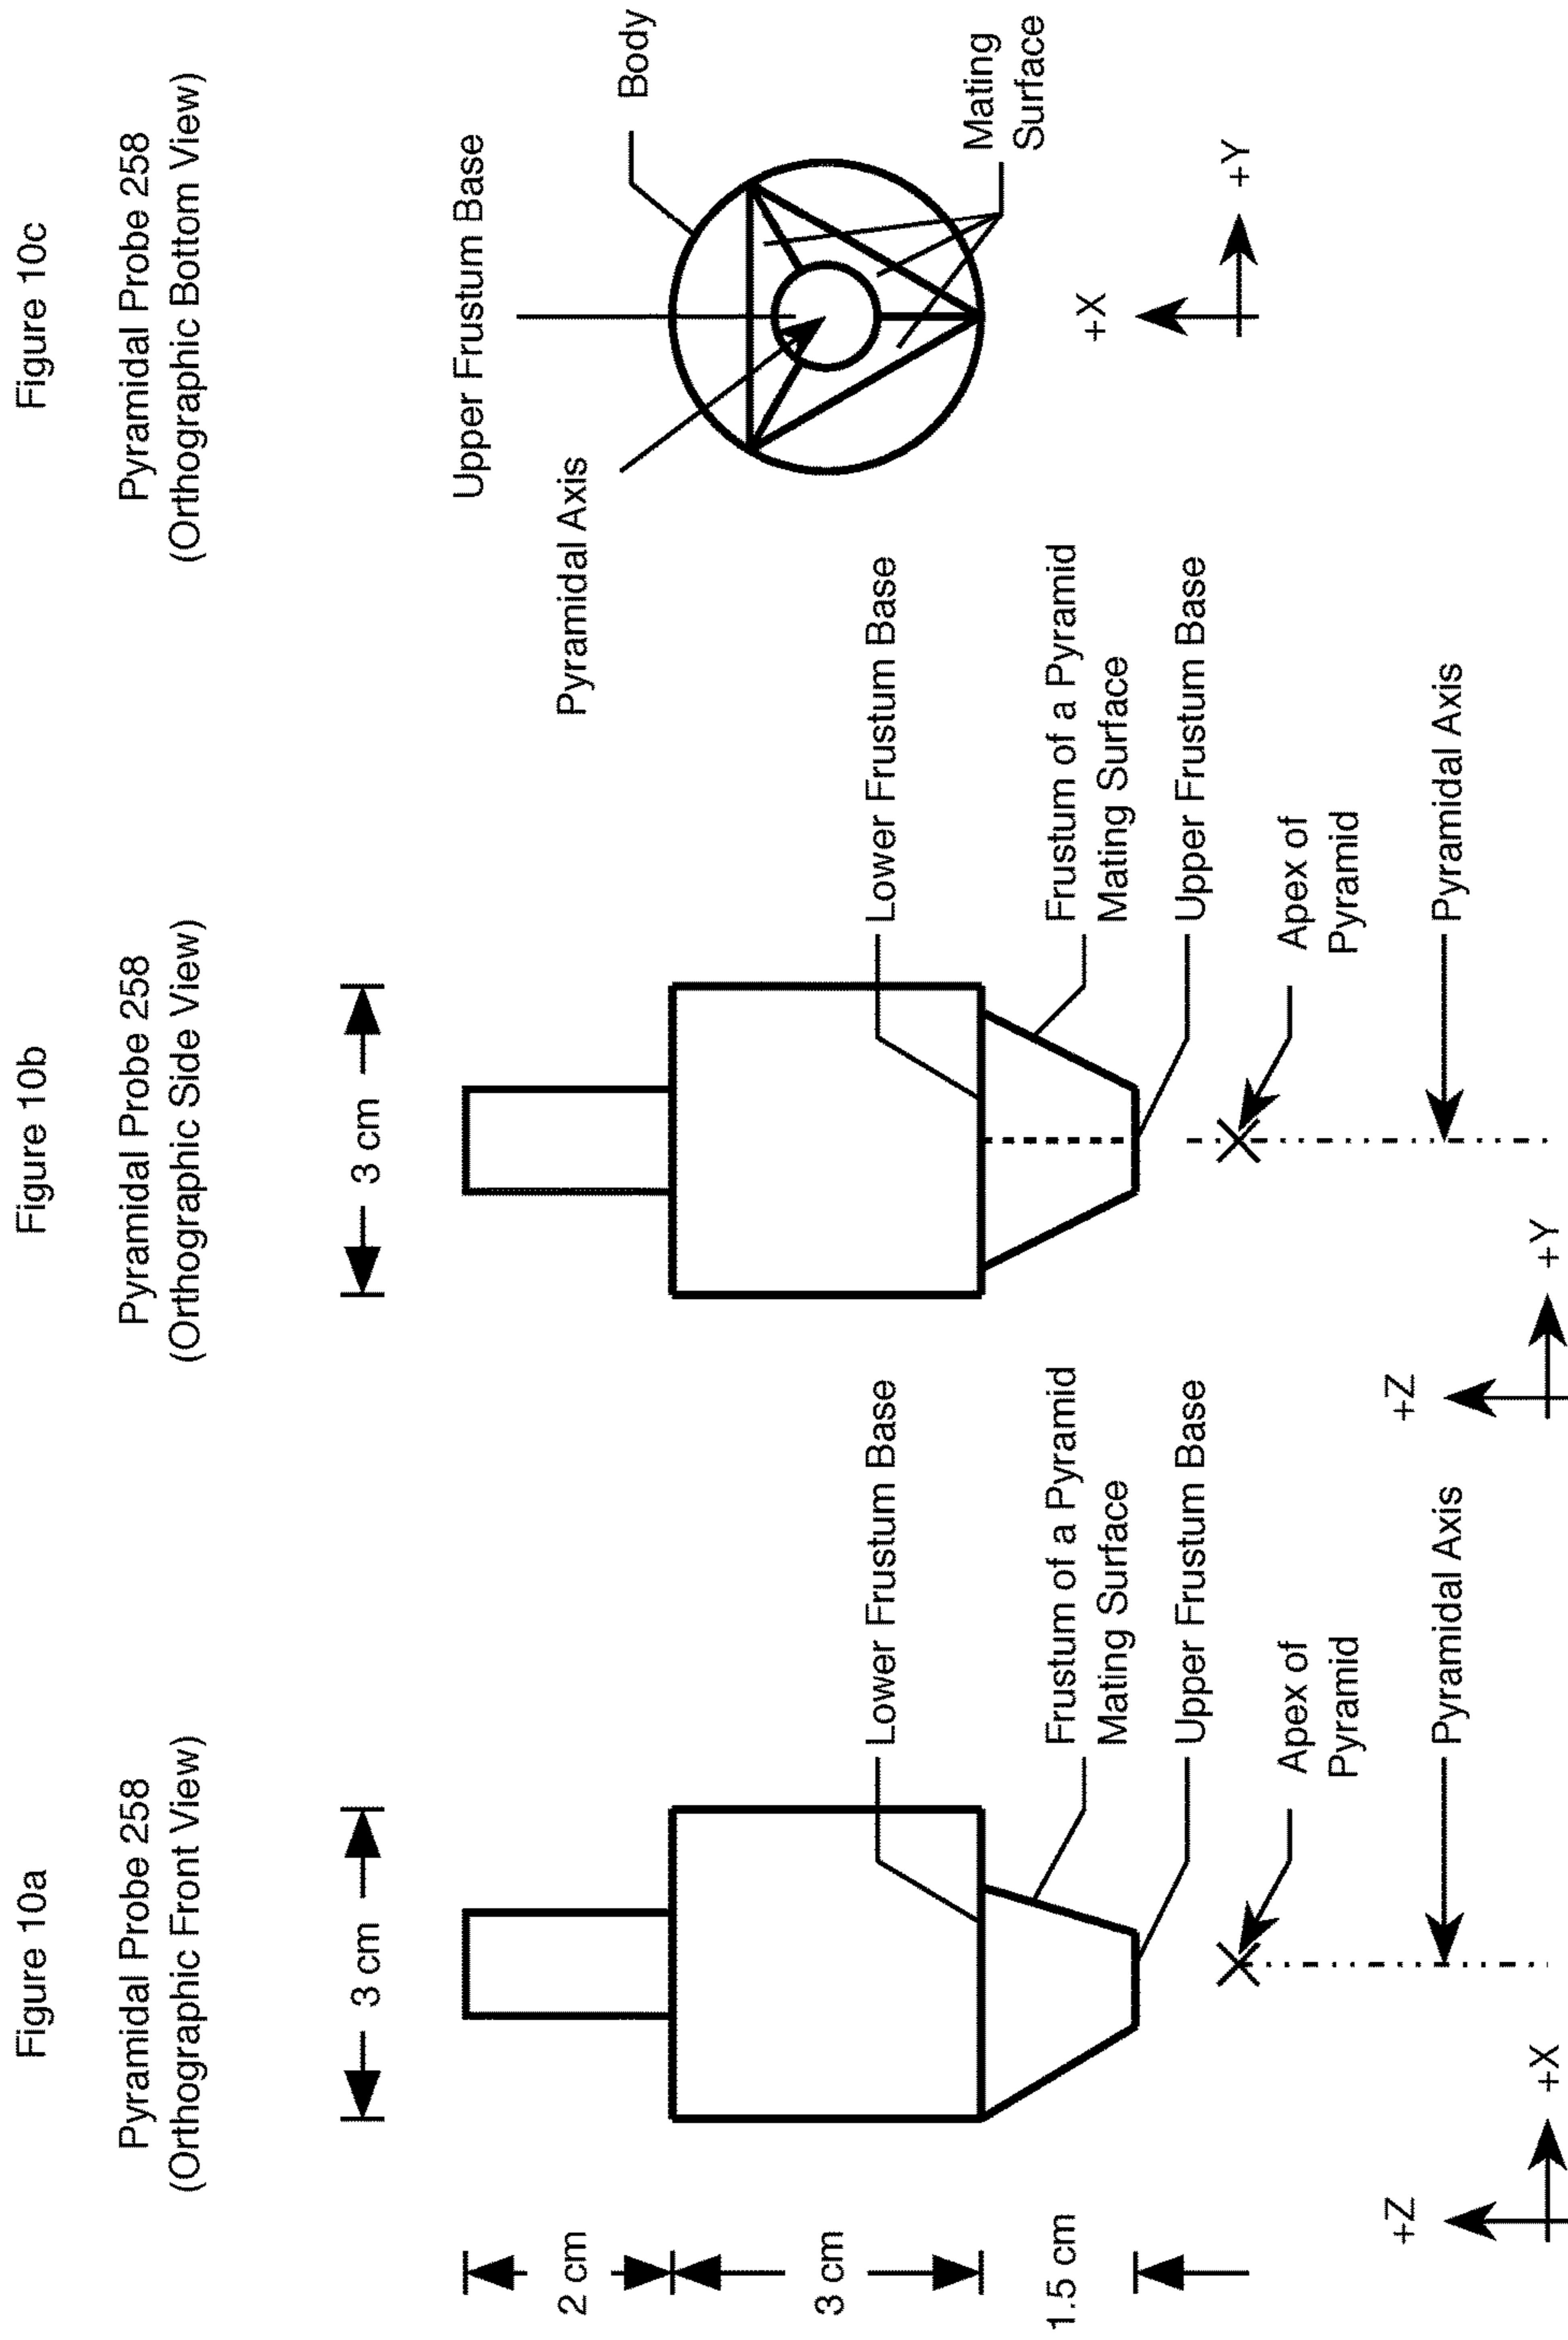 Figure 10a
Pyramidal Probe 258
(Orthographic Front View)
3 cm
2 cm
3 cm
1.5 cm
Lower Frustum Base
Frustum of a Pyramid
Mating Surface
Upper Frustum Base
Apex of
Pyramid
Pyramidal Axis
+Z
+X
Figure 10b
Pyramidal Probe 258
(Orthographic Side View)
3 cm
Lower Frustum Base
Frustum of a Pyramid
Mating Surface
Upper Frustum Base
Apex of
Pyramid
Pyramidal Axis
+Z
+Y
Figure 10c
Pyramidal Probe 258
(Orthographic Bottom View)
Upper Frustum Base
Pyramidal Axis
Body
Mating
Surface
+X
+Y